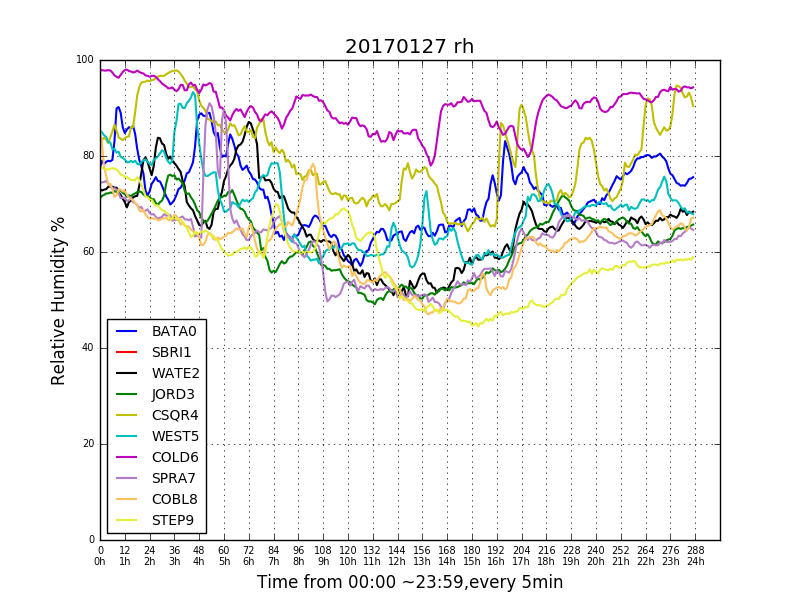 20170127 rh
Relative Humidity %
100
80
60
40
20
0
BATA0
SBRI1
WATE2
JORD3
CSQR4
WEST5
COLD6
SPRA7
COBL8
STEP9
0 12 24 36 48 60 72 84 96 108 120 132 144 156 168 180 192 204 216 228 240 252 264 276 288
0h 1h 2h 3h 4h 5h 6h 7h 8h 9h 10h 11h 12h 13h 14h 15h 16h 17h 18h 19h 20h 21h 22h 23h 24h
Time from 00:00 ~23:59,every 5min